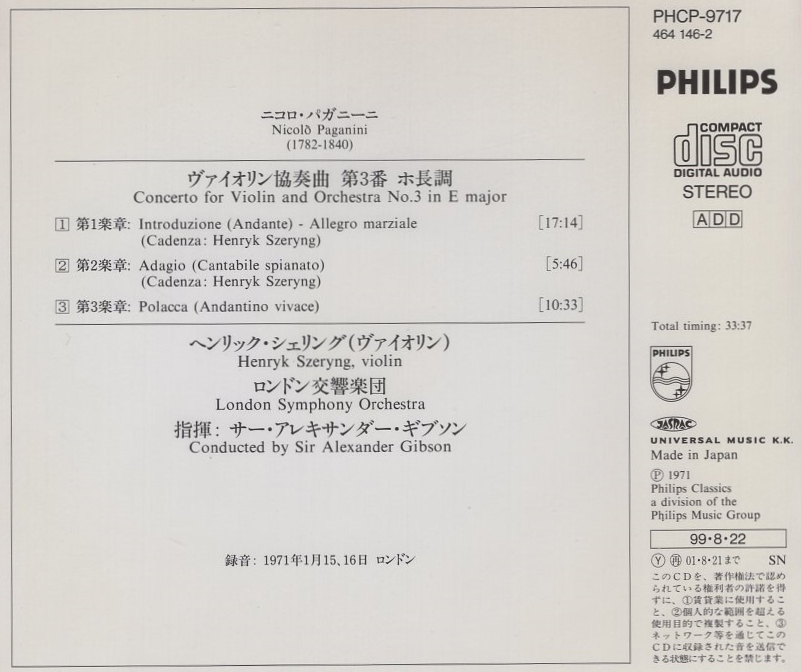 ニコロ・パガニーニ
Nicolò Paganini
(1782-1840)
ヴァイオリン協奏曲 第3番 ホ長調
Concerto for Violin and Orchestra No.3 in E major
1 第1楽章: Introduzione (Andante) - Allegro marziale [17:14]
(Cadenza: Henryk Szeryng)
2 第2楽章: Adagio (Cantabile spianato) [5:46]
(Cadenza: Henryk Szeryng)
3 第3楽章: Polacca (Andantino vivace) [10:33]
ヘンリック・シェリング(ヴァイオリン)
Henryk Szeryng, violin
ロンドン交響楽団
London Symphony Orchestra
指揮: サー・アレキサンダー・ギブソン
Conducted by Sir Alexander Gibson
録音: 1971年1月15、16日 ロンドン
PHCP-9717
464 146-2
PHILIPS
COMPACT
disc
DIGITAL AUDIO
STEREO
ADD
Total timing: 33:37
PHILIPS
JASRAC
UNIVERSAL MUSIC K.K.
Made in Japan
Ⓟ 1971
Philips Classics
a division of the
Philips Music Group
99・8・22
Ⓨ ㊢ 01・8・21まで SN
このCDを、著作権法で認め
られている権利者の許諾を得
ずに、①賃貸業に使用するこ
と、②個人的な範囲を超える
使用目的で複製すること、③
ネットワーク等を通じてこの
CDに収録された音を送信で
きる状態にすることを禁じます。